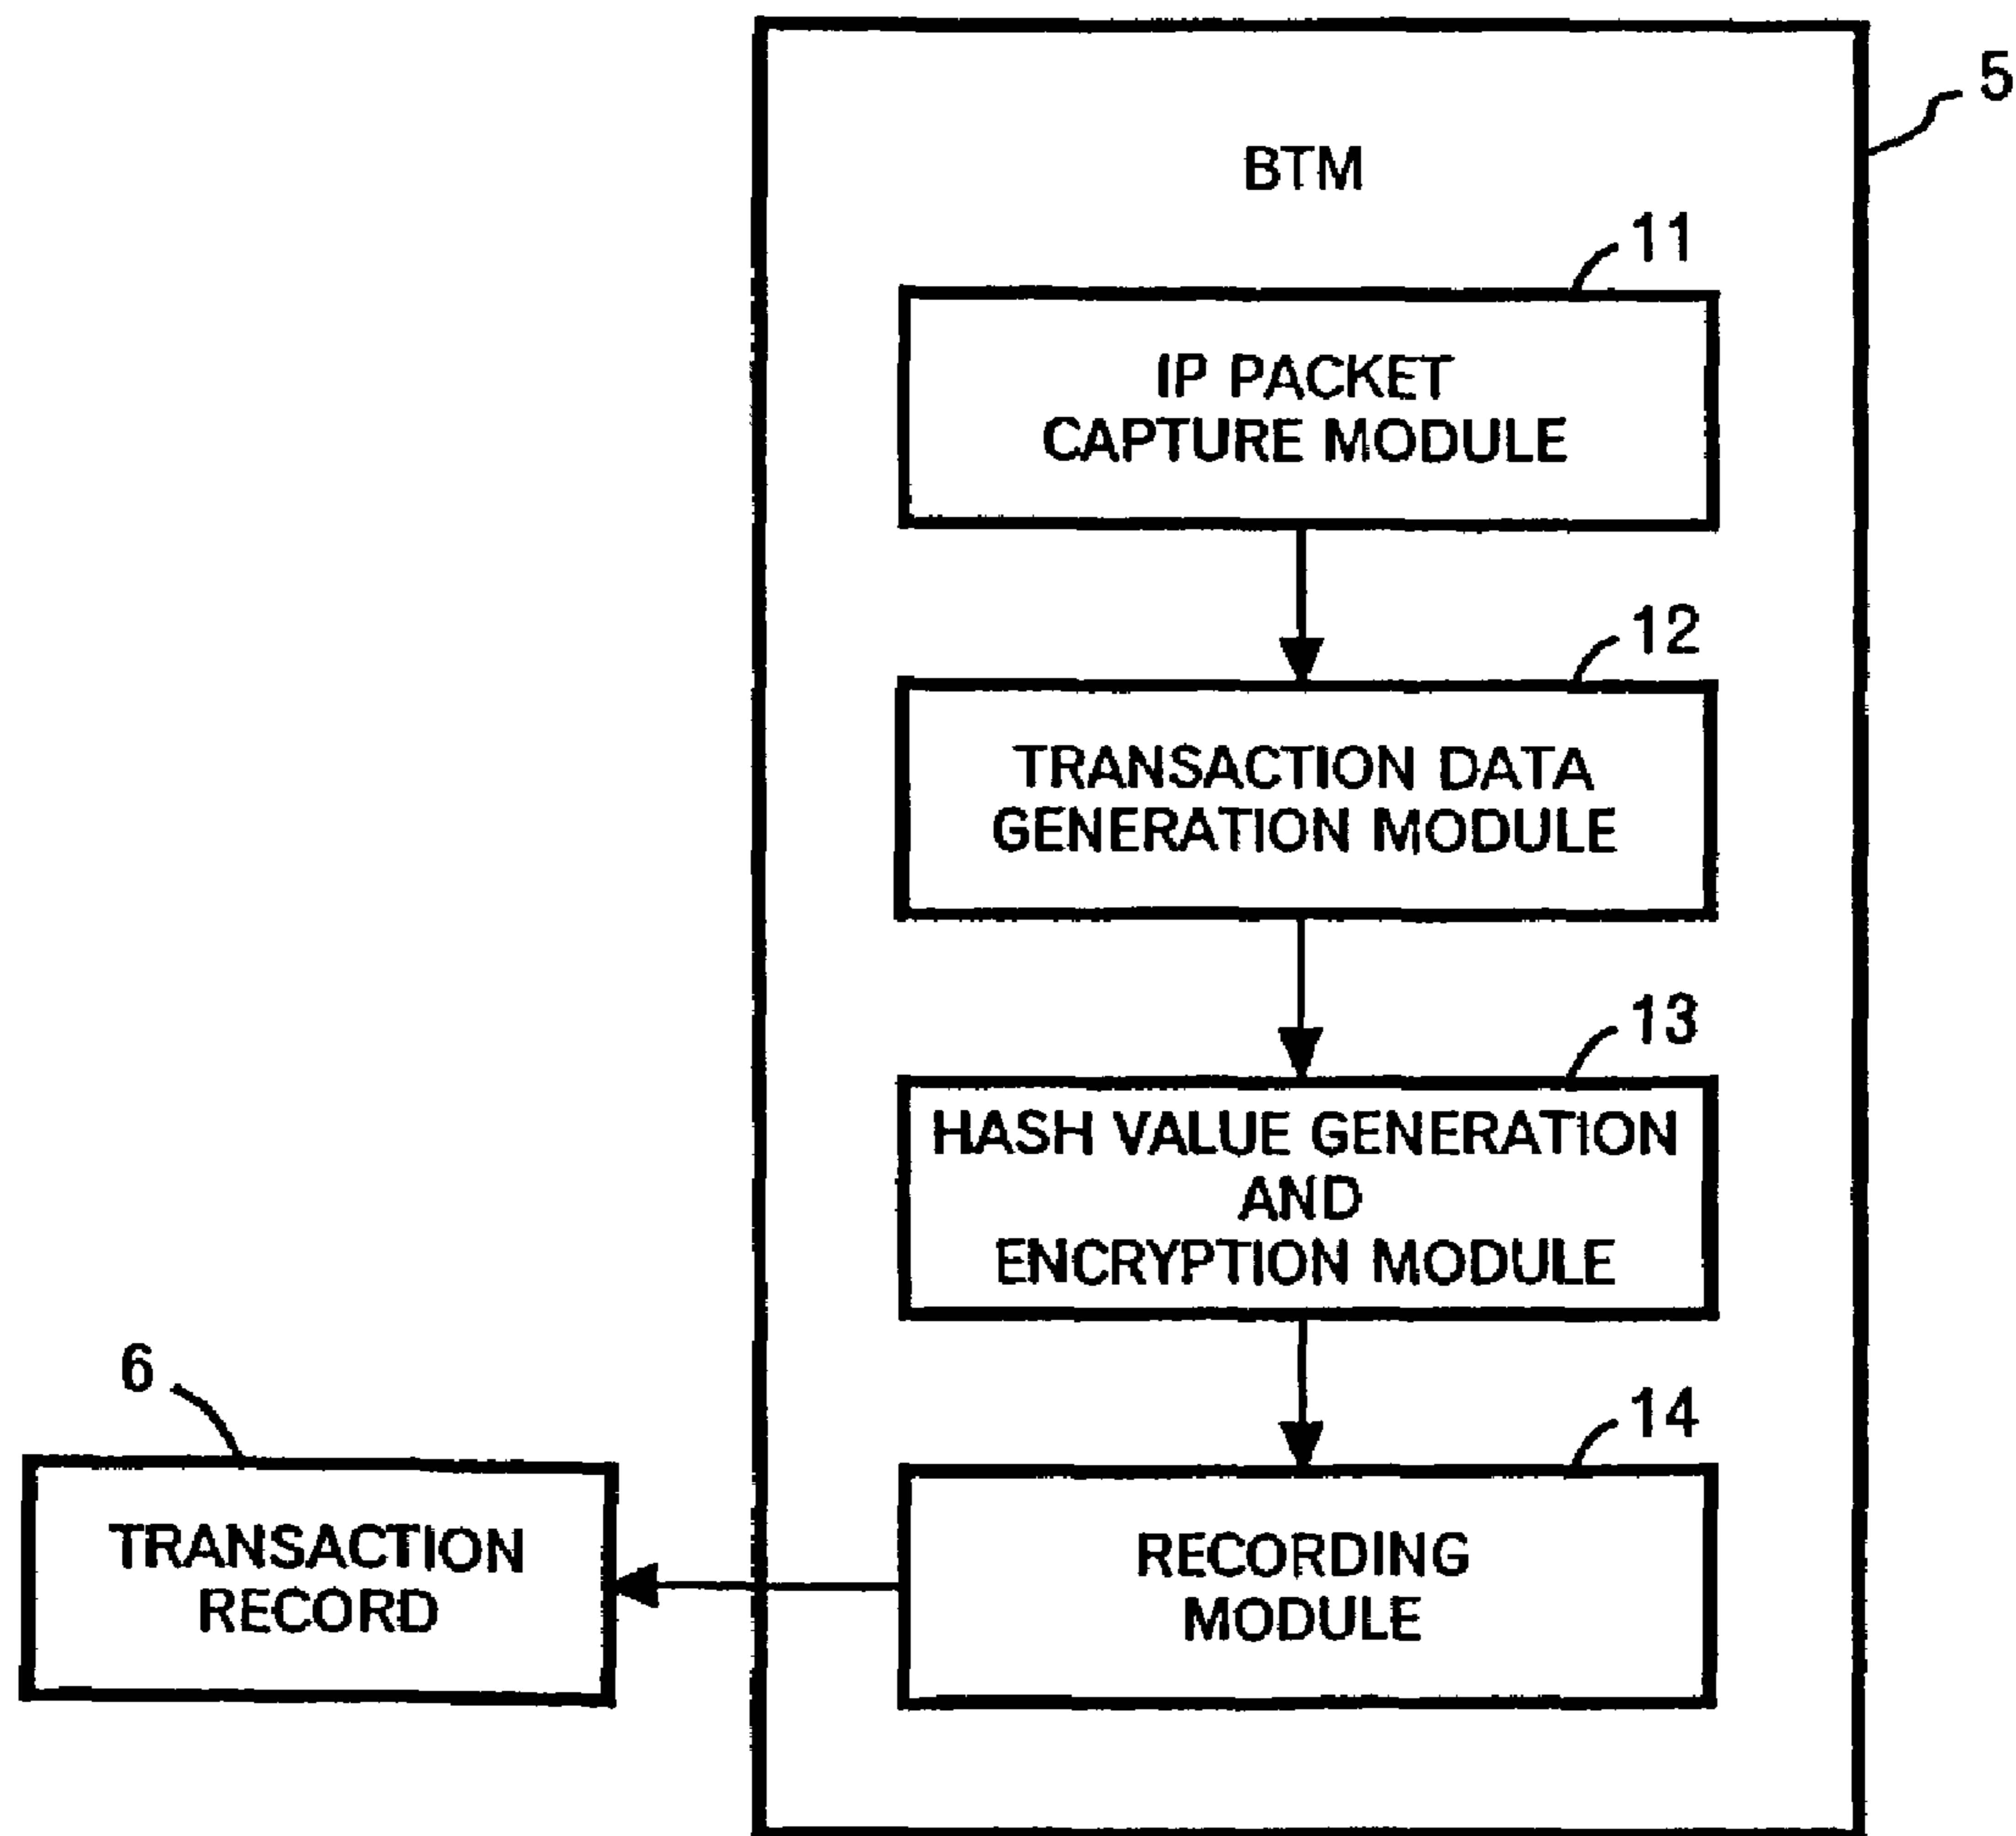 5
BTM
11
IP PACKET
CAPTURE MODULE
12
TRANSACTION DATA
GENERATION MODULE
13
HASH VALUE GENERATION
AND
ENCRYPTION MODULE
6
14
TRANSACTION
RECORD
RECORDING
MODULE